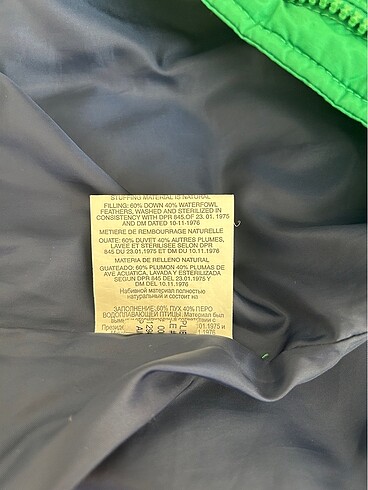 STUFFING MATERIAL IS NATURAL
FILLING: 60% DOWN 40% WATERFOWL
FEATHERS, WASHED AND STERILIZED IN
CONSISTENCY WITH DPR 845 OF 23. 01. 1975
AND DM DATED 10-11-1976
METIERE DE REMBOURRAGE NATURELLE
OUATE: 60% DUVET 40% AUTRES PLUMES,
LAVEE ET STERILISEE SELON DPR
845 DU 23.01.1975 ET DM DU 10.11.1976
MATERIA DE RELLENO NATURAL
GUATEADO: 60% PLUMON 40% PLUMAS DE
AVE ACUATICA, LAVADA Y ESTERILIZADA
SEGUN DPR 845 DEL 23.01.1975 Y
DM DEL 10.11.1976
Набивной материал полностью
натуральный и состоит из
ЗАПОЛНЕНИЕ: 60% ПУХ 40% ПЕРО
ВОДОПЛАВАЮЩЕЙ ПТИЦЫ. Материал был